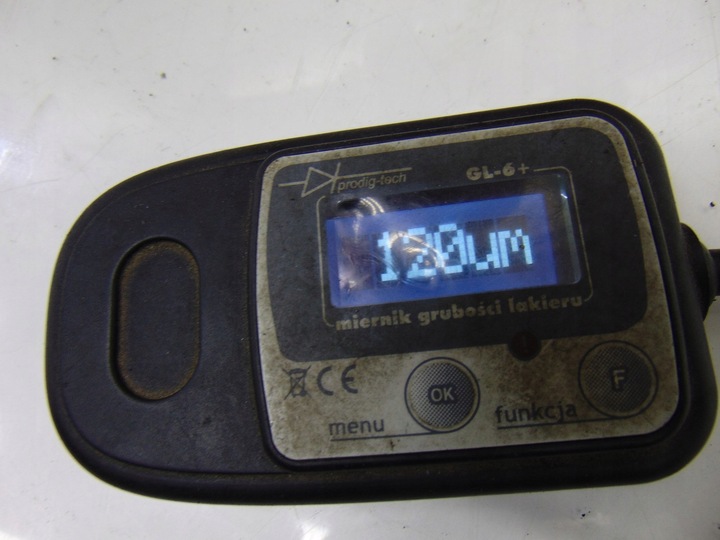 prodig-tech
GL-6+
120um
miernik grubości lakieru
CE
OK
F
menu
funkcja